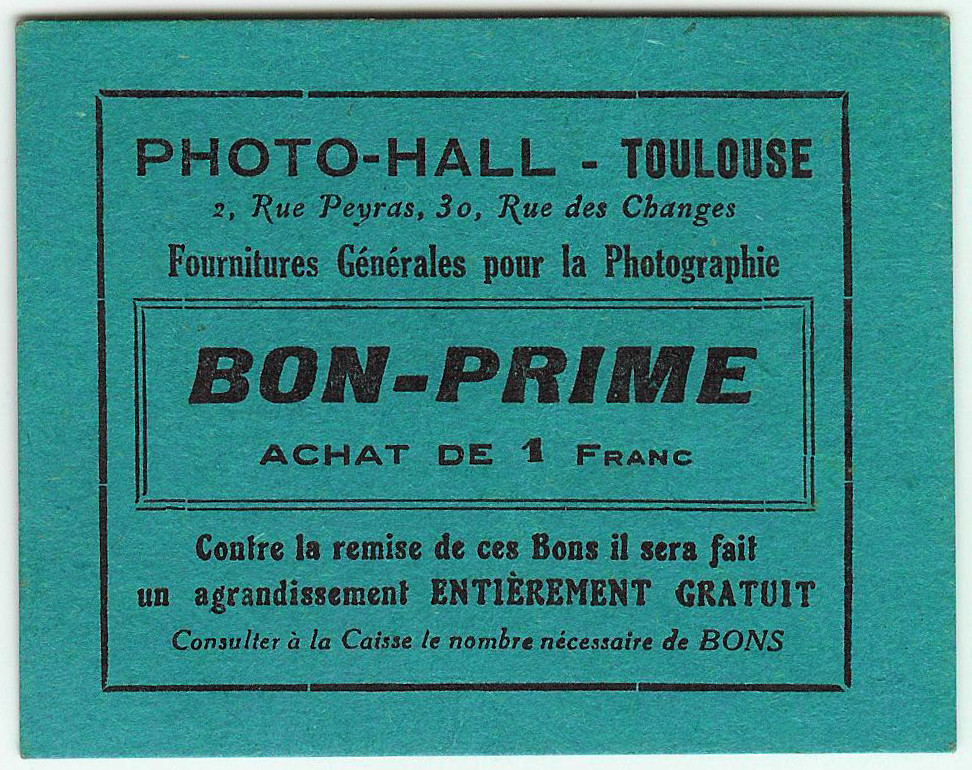 PHOTO-HALL - TOULOUSE
2, Rue Peyras, 30, Rue des Changes
Fournitures Générales pour la Photographie
BON-PRIME
ACHAT DE 1 FRANC
Contre la remise de ces Bons il sera fait
un agrandissement ENTIÈREMENT GRATUIT
Consulter à la Caisse le nombre nécessaire de BONS